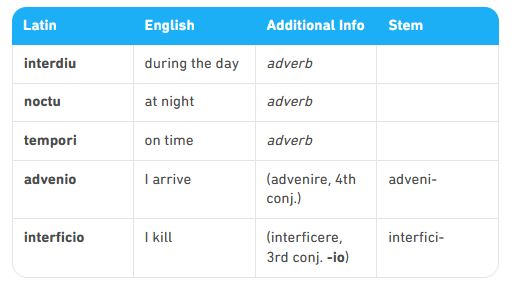 Latin English Additional Info Stem
interdiu during the day adverb
noctu at night adverb
tempori on time adverb
advenio I arrive (advenire, 4th adveni-
conj.)
interficio I kill (interficere, interfici-
3rd conj. -io)